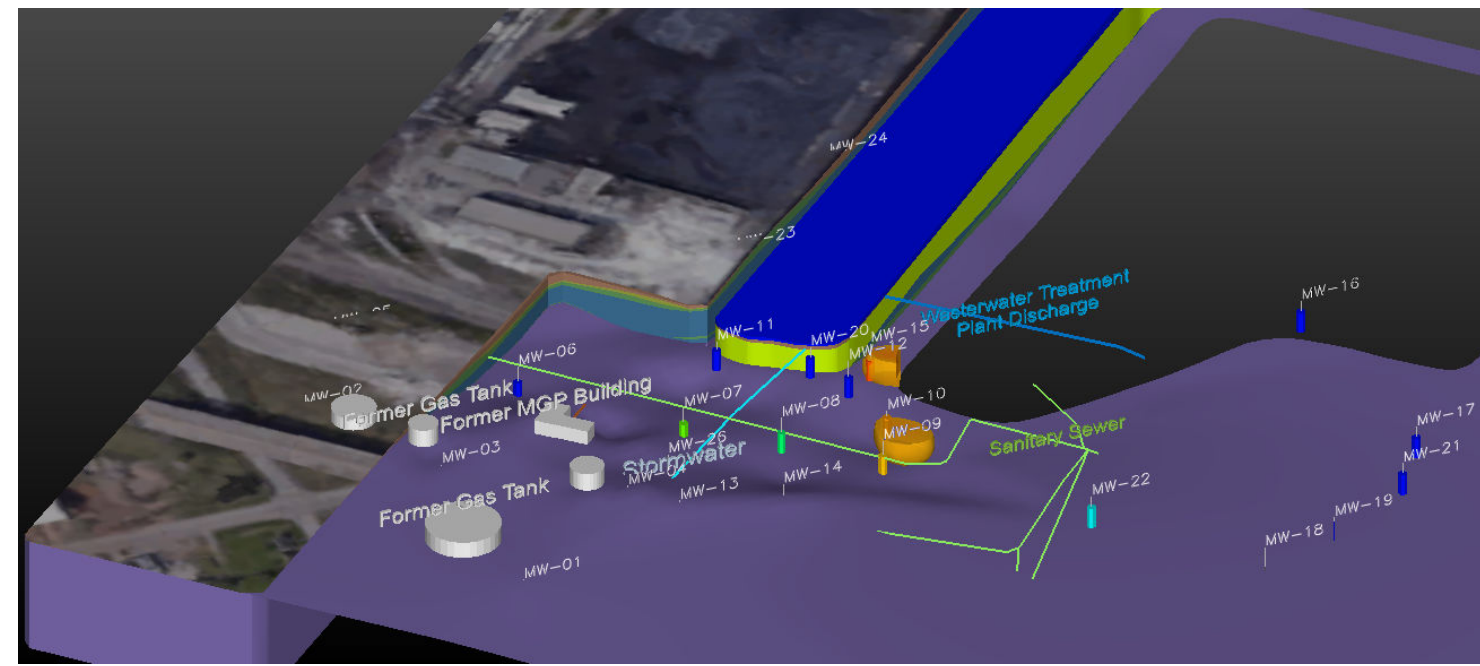 MW-24
MW-16
Wasterwater Treatment
Plant Discharge
MW-11
MW-20
MW-15
MW-12
MW-06
MW-02
Former Gas Tank
Former MGP Building
MW-07
MW-08
MW-10
MW-09
MW-17
MW-21
Sanitary Sewer
MW-26
MW-03
Stormwater
MW-04
MW-13
MW-14
MW-22
MW-19
MW-18
Former Gas Tank
MW-01